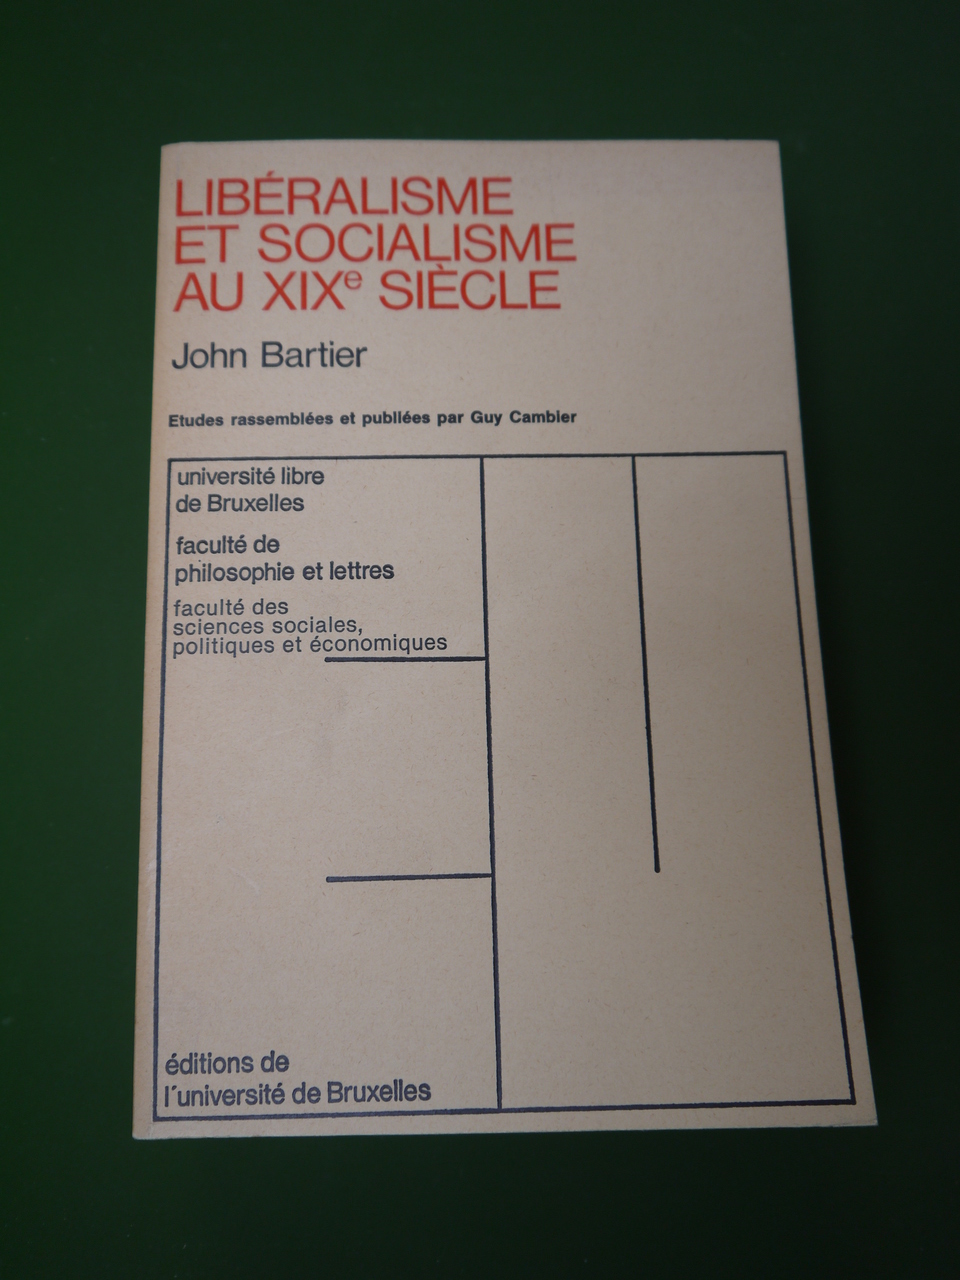 LIBÉRALISME
ET SOCIALISME
AU XIXe SIÈCLE
John Bartier
Etudes rassemblées et publiées par Guy Cambier
université libre
de Bruxelles
faculté de
philosophie et lettres
faculté des
sciences sociales,
politiques et économiques
éditions de
l'université de Bruxelles